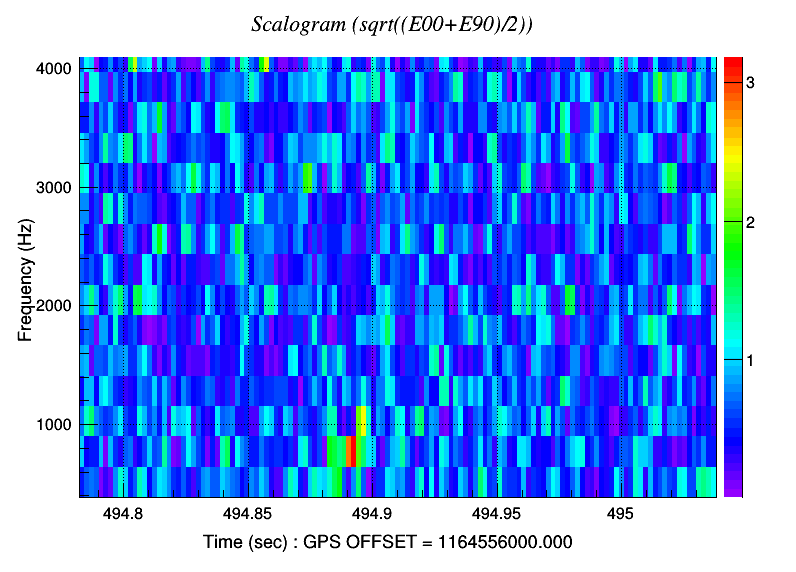 Scalogram (sqrt((E00+E90)/2))
4000
3000
2000
1000
Frequency (Hz)
3
2
1
494.8 494.85 494.9 494.95 495
Time (sec) : GPS OFFSET = 1164556000.000